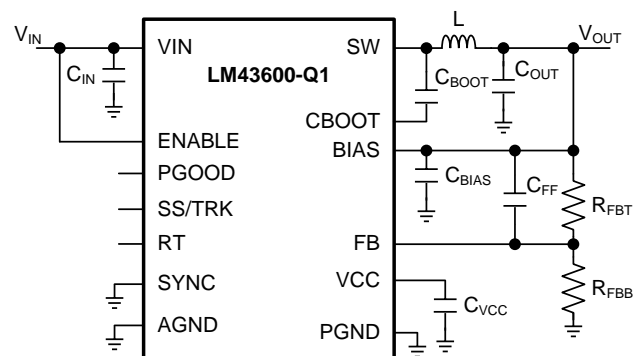 VIN VOUT
VIN SW L
CIN LM43600-Q1 CBOOT COUT
CBOOT
ENABLE BIAS
PGOOD CBIAS CFF RFBT
SS/TRK
RT FB
SYNC VCC RFBB
CVCC
AGND PGND